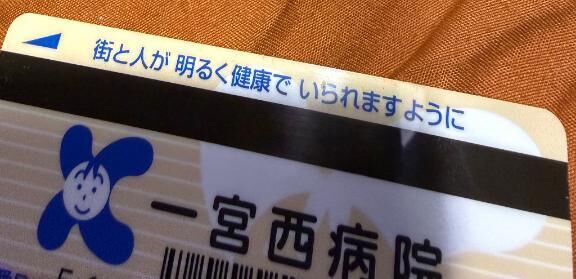 街と人が 明るく健康で いられますように
一宮西病院